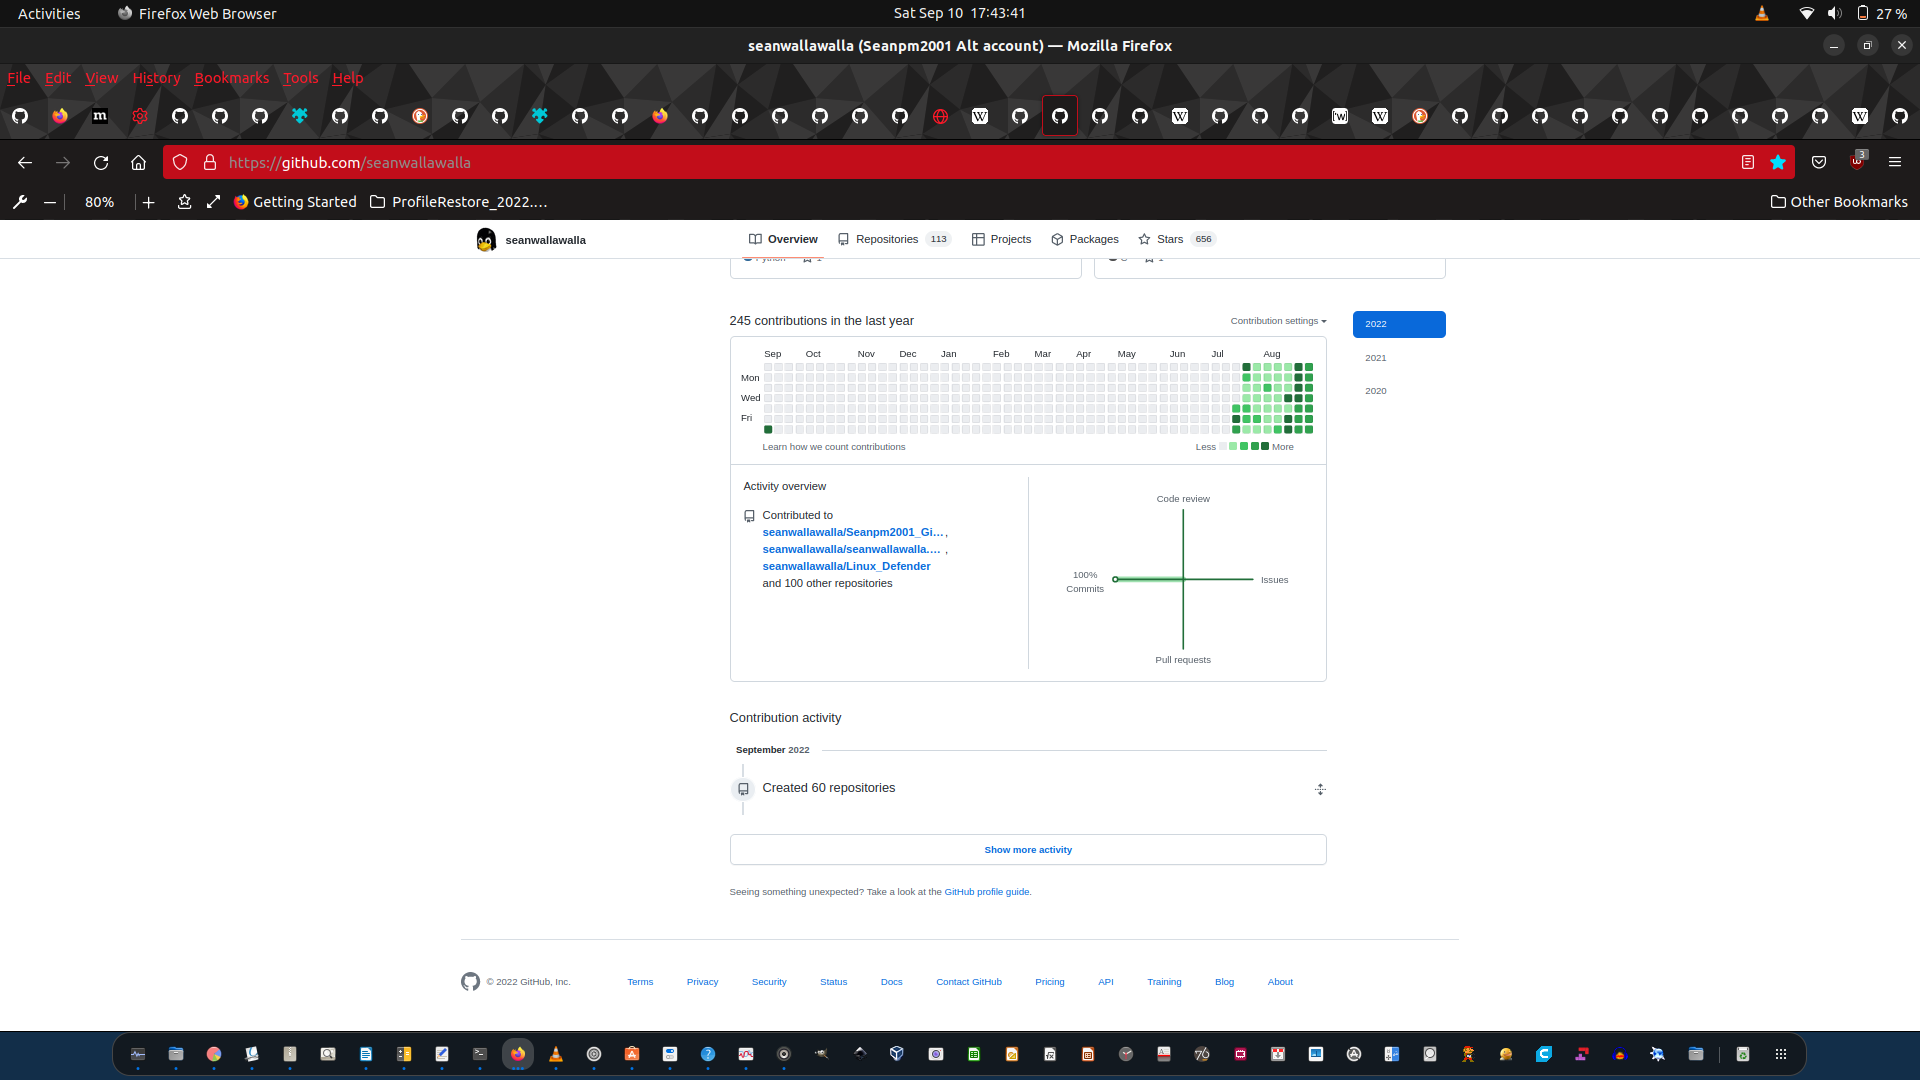 Activities Firefox Web Browser Sat Sep 10 17:43:41 27 %
seanwallawalla (Seanpm2001 Alt account) — Mozilla Firefox
File Edit View History Bookmarks Tools Help
https://github.com/seanwallawalla 3
80% Getting Started ProfileRestore_2022.… Other Bookmarks
seanwallawalla Overview Repositories 113 Projects Packages Stars 656
245 contributions in the last year Contribution settings 2022
Sep Oct Nov Dec Jan Feb Mar Apr May Jun Jul Aug
2021
Mon
2020
Wed
Fri
Learn how we count contributions Less More
Activity overview
Code review
Contributed to
seanwallawalla/Seanpm2001_Gi… ,
seanwallawalla/seanwallawalla.… ,
seanwallawalla/Linux_Defender
and 100 other repositories
100%
Commits
Issues
Pull requests
Contribution activity
September 2022
Created 60 repositories
Show more activity
Seeing something unexpected? Take a look at the GitHub profile guide.
© 2022 GitHub, Inc. Terms Privacy Security Status Docs Contact GitHub Pricing API Training Blog About